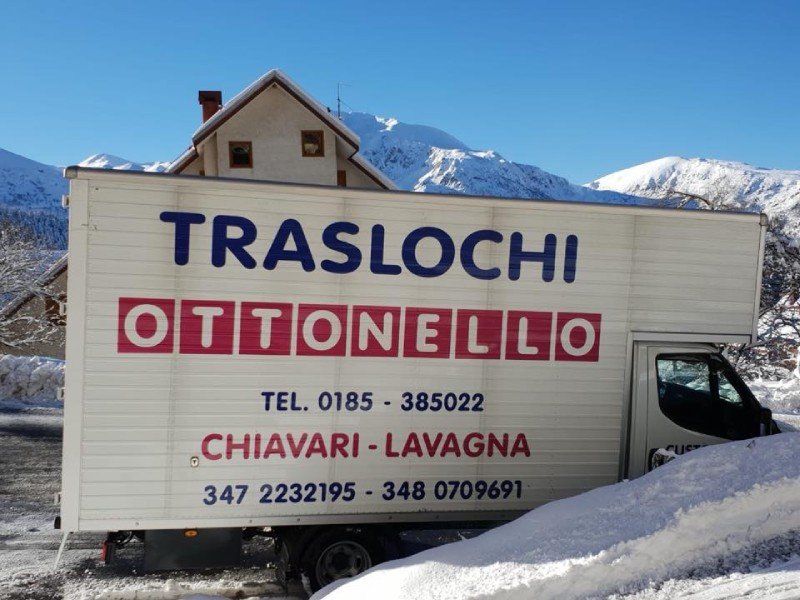 TRASLOCHI
OTTONELLO
TEL. 0185 - 385022
CHIAVARI - LAVAGNA
347 2232195 - 348 0709691